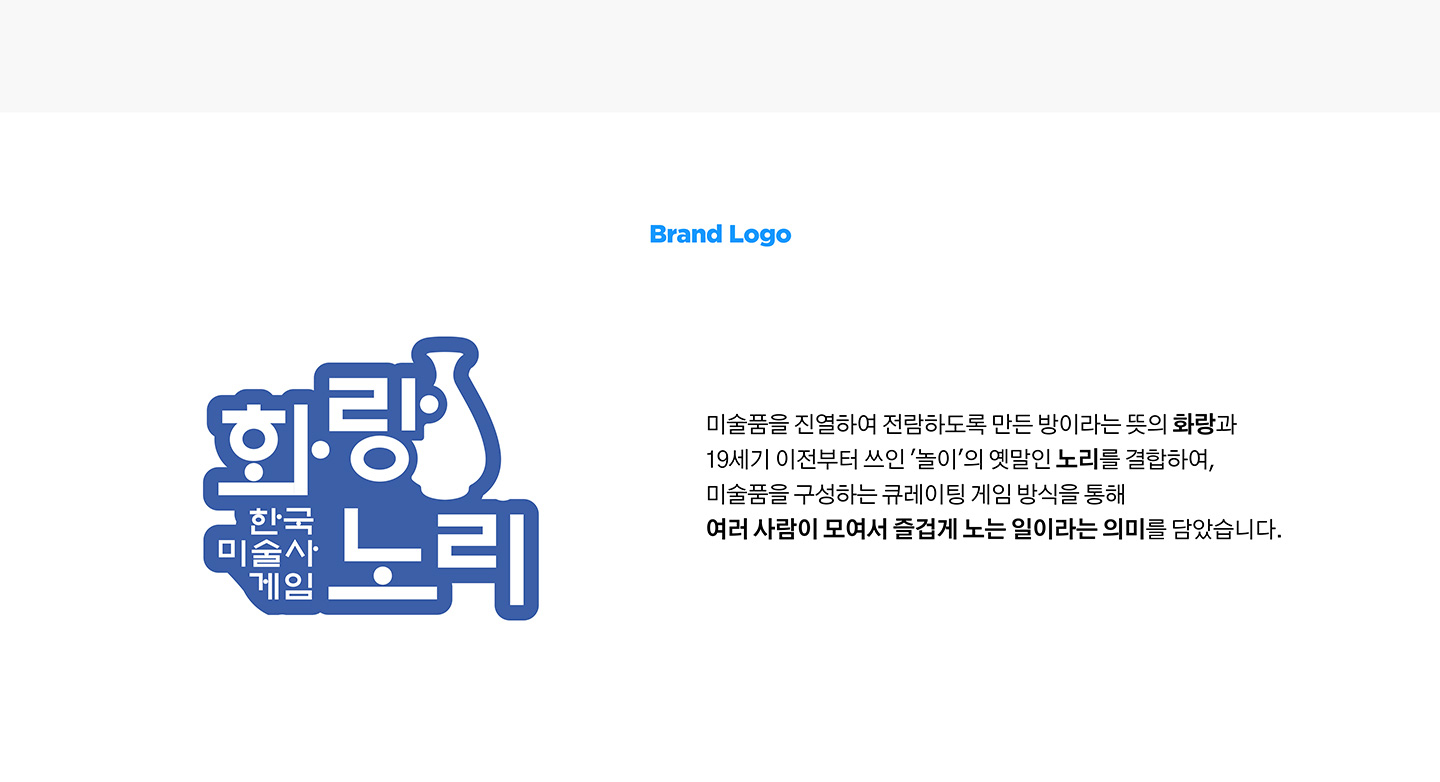 Brand Logo
화랑
한국
미술사
게임
노리
미술품을 진열하여 전람하도록 만든 방이라는 뜻의 화랑과
19세기 이전부터 쓰인 '놀이'의 옛말인 노리를 결합하여,
미술품을 구성하는 큐레이팅 게임 방식을 통해
여러 사람이 모여서 즐겁게 노는 일이라는 의미를 담았습니다.